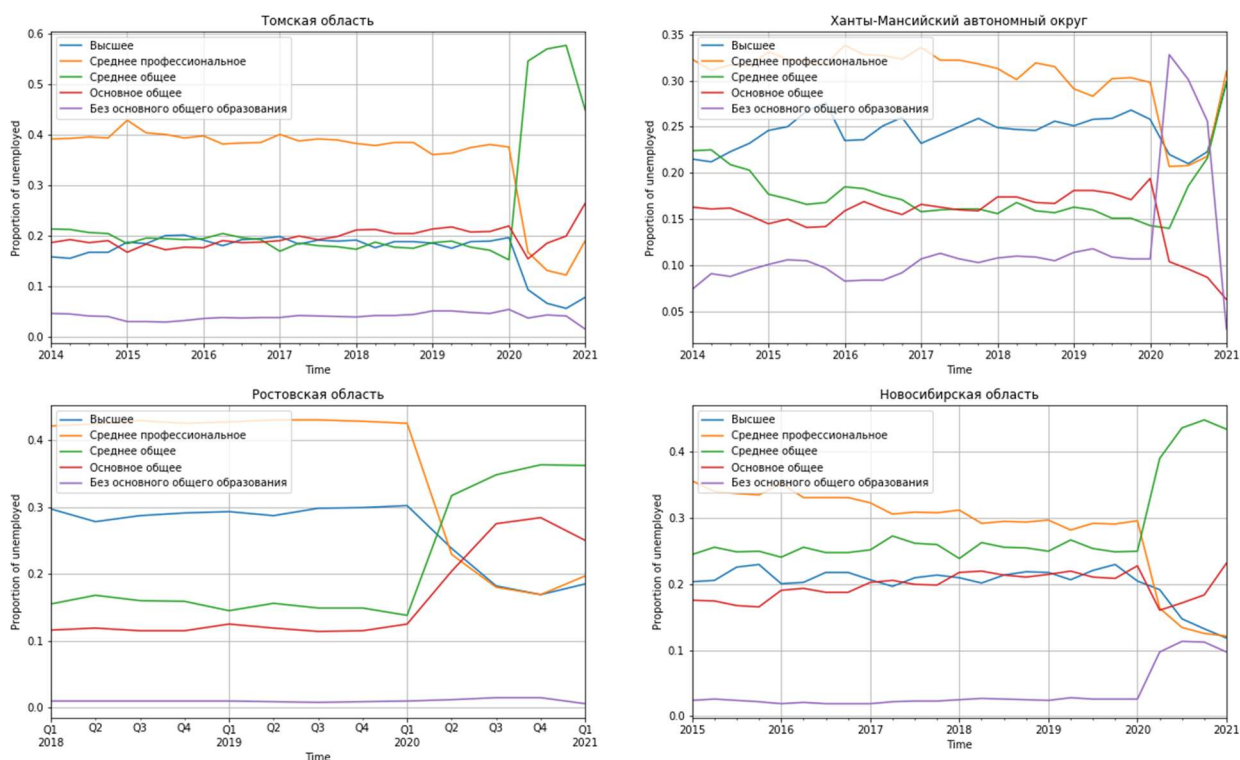 Томская область
Высшее
Среднее профессиональное
Среднее общее
Основное общее
Без основного общего образования
Proportion of unemployed
0.6
0.5
0.4
0.3
0.2
0.1
0.0
2014 2015 2016 2017 2018 2019 2020 2021
Time
Ханты-Мансийский автономный округ
Высшее
Среднее профессиональное
Среднее общее
Основное общее
Без основного общего образования
Proportion of unemployed
0.35
0.30
0.25
0.20
0.15
0.10
0.05
2014 2015 2016 2017 2018 2019 2020 2021
Time
Ростовская область
Высшее
Среднее профессиональное
Среднее общее
Основное общее
Без основного общего образования
Proportion of unemployed
0.4
0.3
0.2
0.1
0.0
Q1 Q2 Q3 Q4 Q1 Q2 Q3 Q4 Q1 Q2 Q3 Q4 Q1
2018 2019 2020 2021
Time
Новосибирская область
Высшее
Среднее профессиональное
Среднее общее
Основное общее
Без основного общего образования
Proportion of unemployed
0.4
0.3
0.2
0.1
0.0
2015 2016 2017 2018 2019 2020 2021
Time